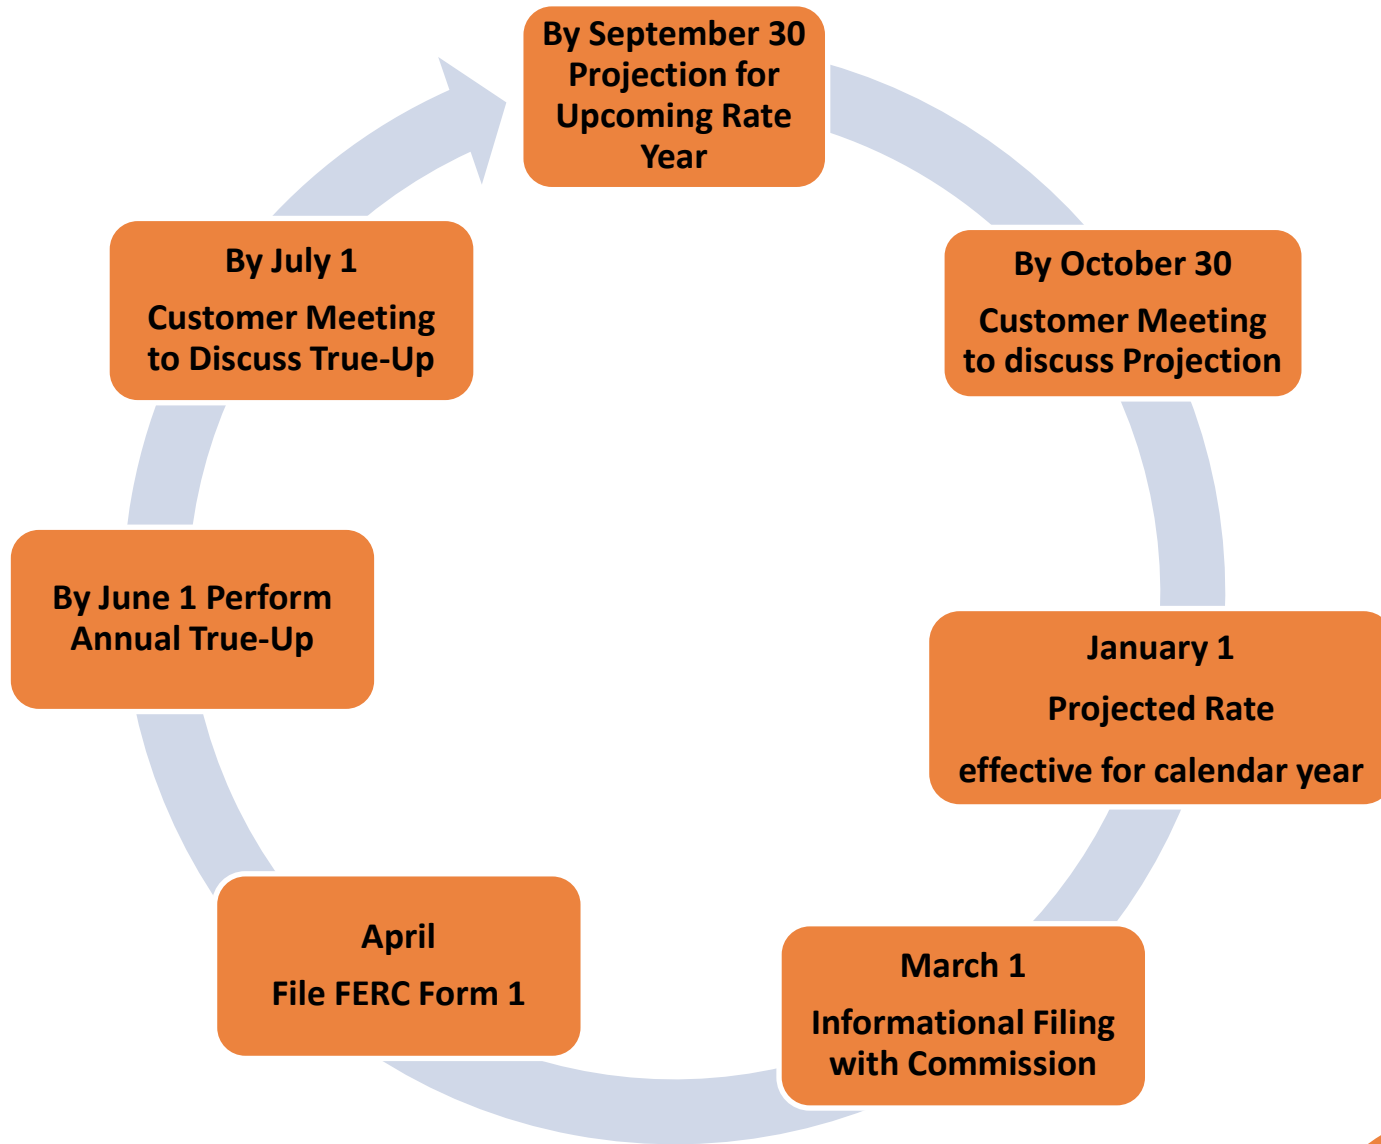 By September 30
Projection for
Upcoming Rate
Year
By October 30
Customer Meeting
to discuss Projection
January 1
Projected Rate
effective for calendar year
March 1
Informational Filing
with Commission
April
File FERC Form 1
By June 1 Perform
Annual True-Up
By July 1
Customer Meeting
to Discuss True-Up